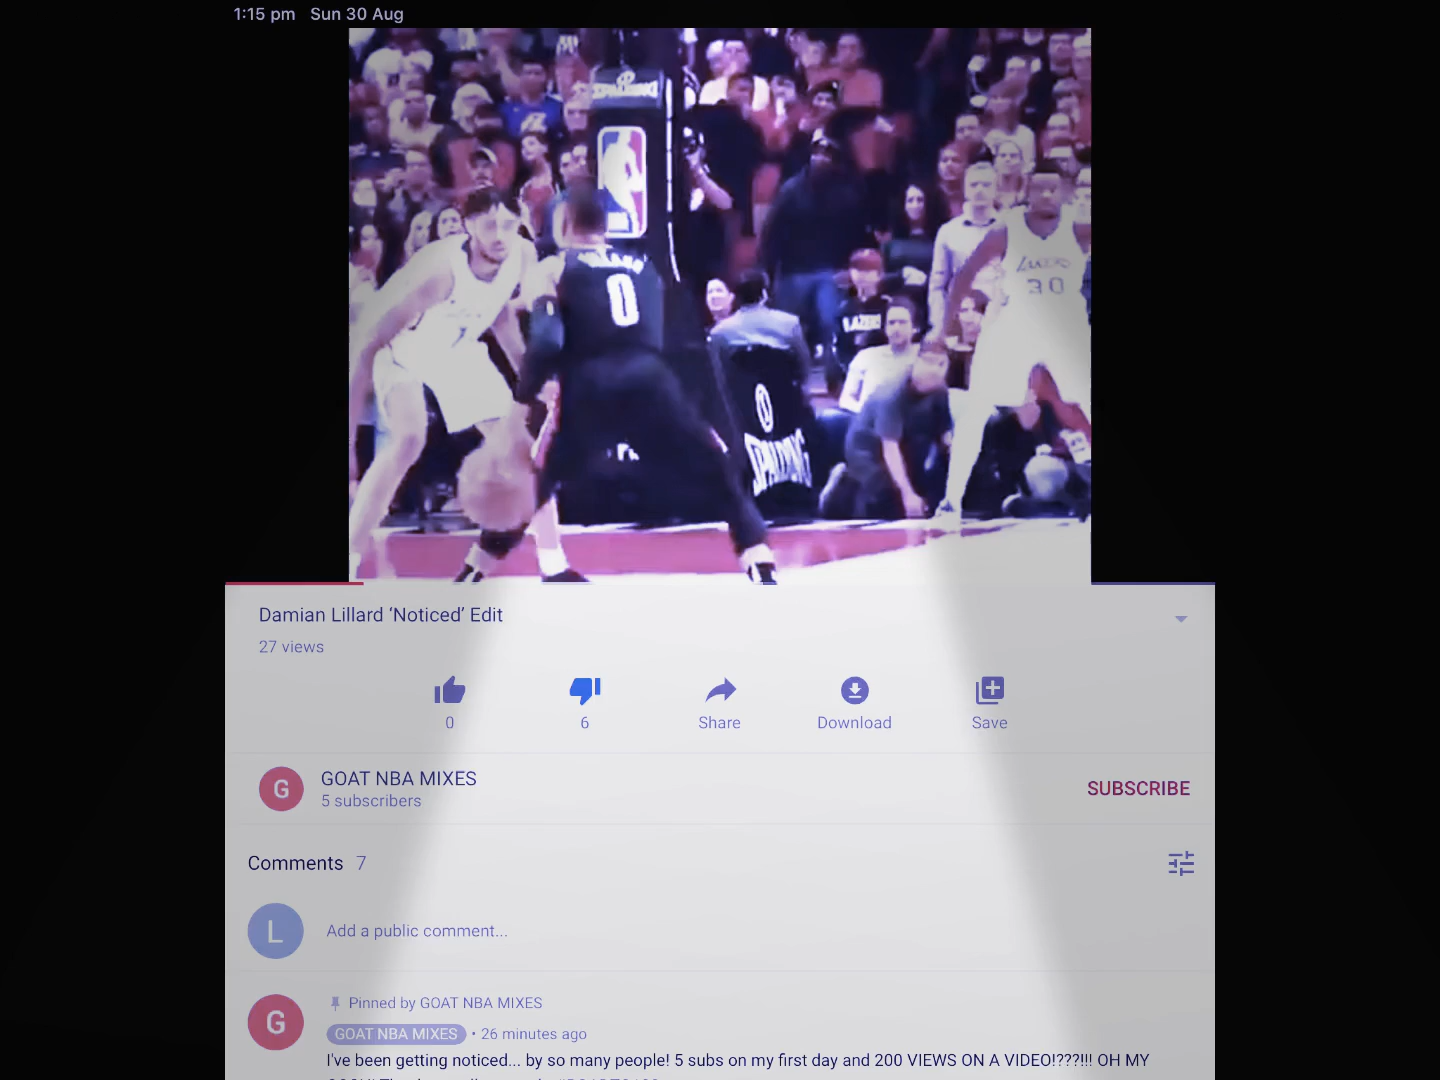 1:15 pm Sun 30 Aug
SPALDING
0
Lakers
30
LAZERS
SPALDING
Damian Lillard ‘Noticed’ Edit
27 views
0
6
Share
Download
Save
G
GOAT NBA MIXES
5 subscribers
SUBSCRIBE
Comments 7
L
Add a public comment...
G
Pinned by GOAT NBA MIXES
GOAT NBA MIXES • 26 minutes ago
I've been getting noticed... by so many people! 5 subs on my first day and 200 VIEWS ON A VIDEO!???!!! OH MY